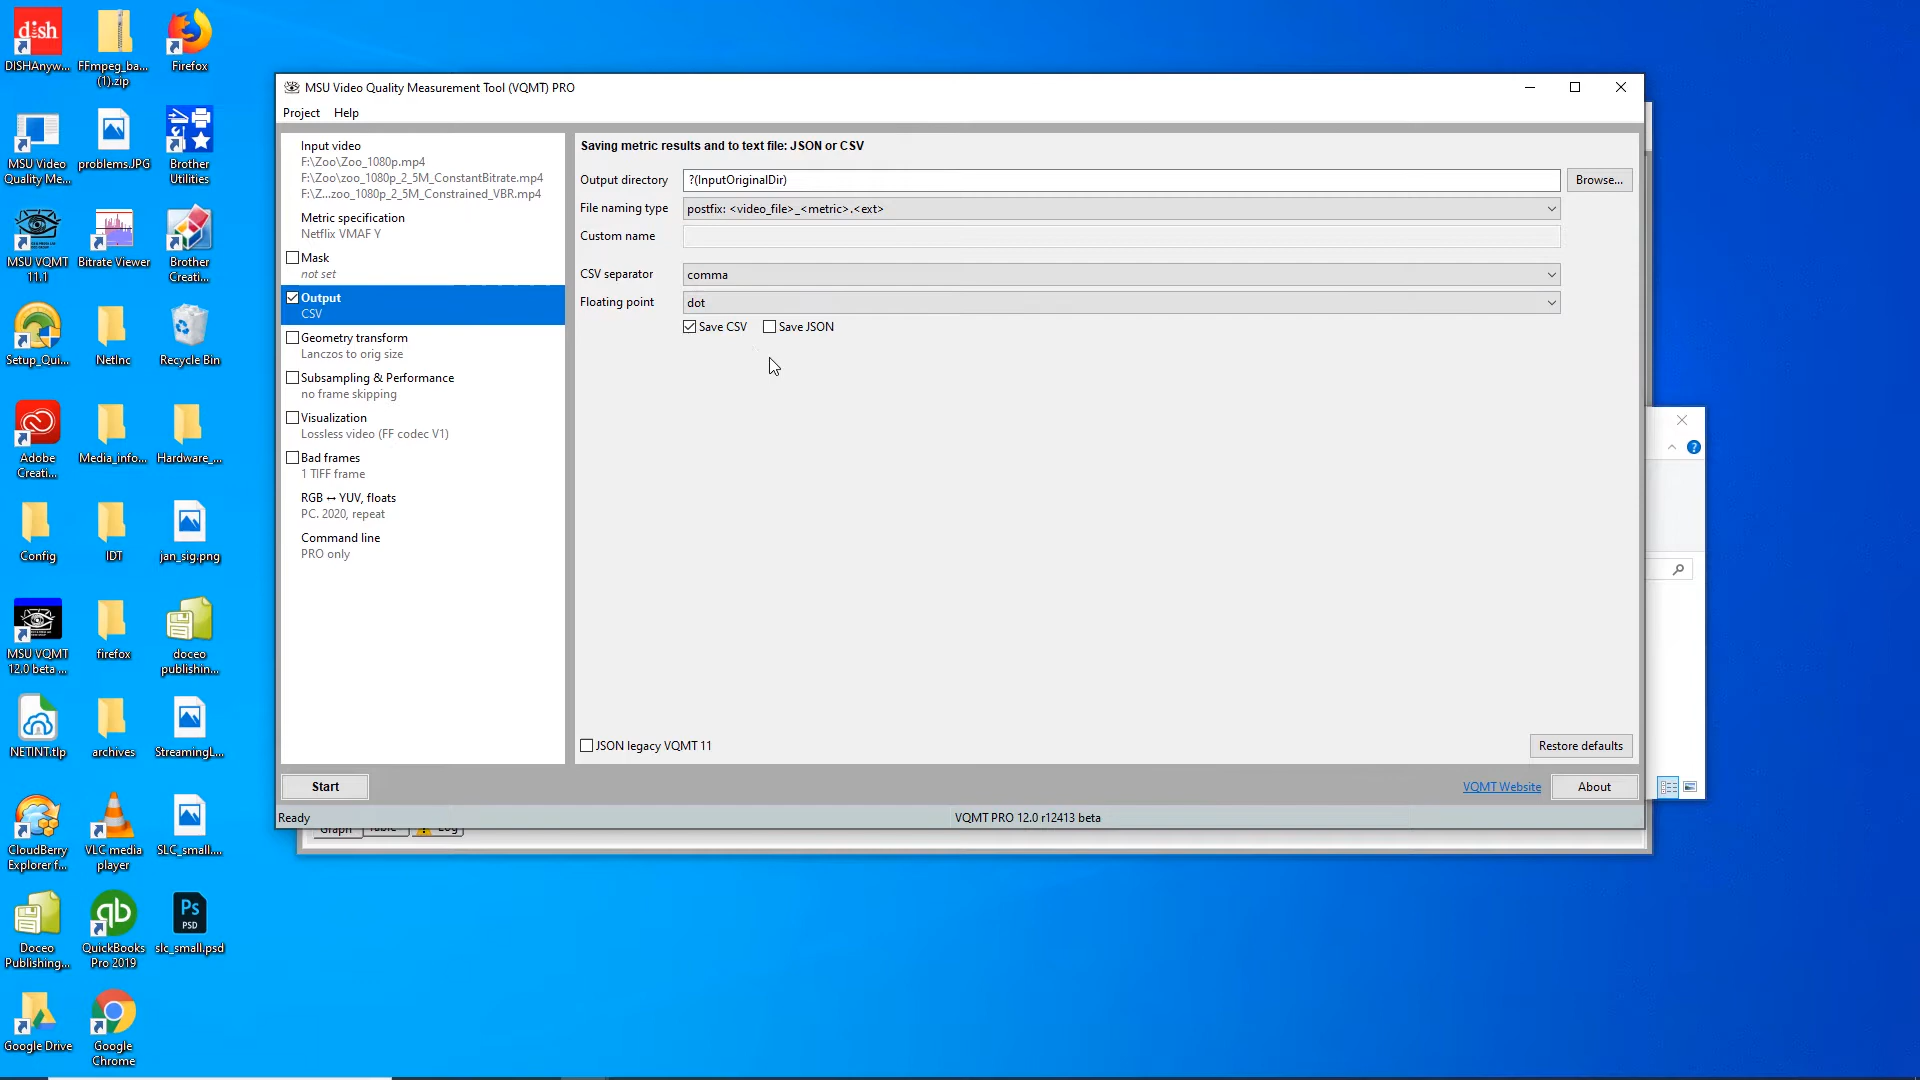 dish
DISHAnyw...
FFmpeg_ba...
(1).zip
Firefox
MSU Video
Quality Me...
problems.JPG
Brother
Utilities
MSU VQMT
11.1
Bitrate Viewer
Brother
Creati...
Setup_Qui...
NetInc
Recycle Bin
Adobe
Creati...
Media_info...
Hardware_...
Config
IDT
jan_sig.png
MSU VQMT
12.0 beta ...
firefox
doceo
publishin...
NETINT.tlp
archives
StreamingL...
CloudBerry
Explorer f...
VLC media
player
SLC_small....
qb
Ps
PSD
Doceo
Publishing...
QuickBooks
Pro 2019
slc_small.psd
Google Drive
Google
Chrome
MSU Video Quality Measurement Tool (VQMT) PRO
Project Help
Input video
F:\Zoo\Zoo_1080p.mp4
F:\Zoo\zoo_1080p_2_5M_ConstantBitrate.mp4
F:\Z...zoo_1080p_2_5M_Constrained_VBR.mp4
Metric specification
Netflix VMAF Y
Mask
not set
Output
CSV
Geometry transform
Lanczos to orig size
Subsampling & Performance
no frame skipping
Visualization
Lossless video (FF codec V1)
Bad frames
1 TIFF frame
RGB ↔ YUV, floats
PC. 2020, repeat
Command line
PRO only
Saving metric results and to text file: JSON or CSV
Output directory ?(InputOriginalDir) Browse...
File naming type postfix: <video_file>_<metric>.<ext>
Custom name
CSV separator comma
Floating point dot
Save CSV Save JSON
JSON legacy VQMT 11 Restore defaults
Start VQMT Website About
Ready VQMT PRO 12.0 r12413 beta
Graph Table Log